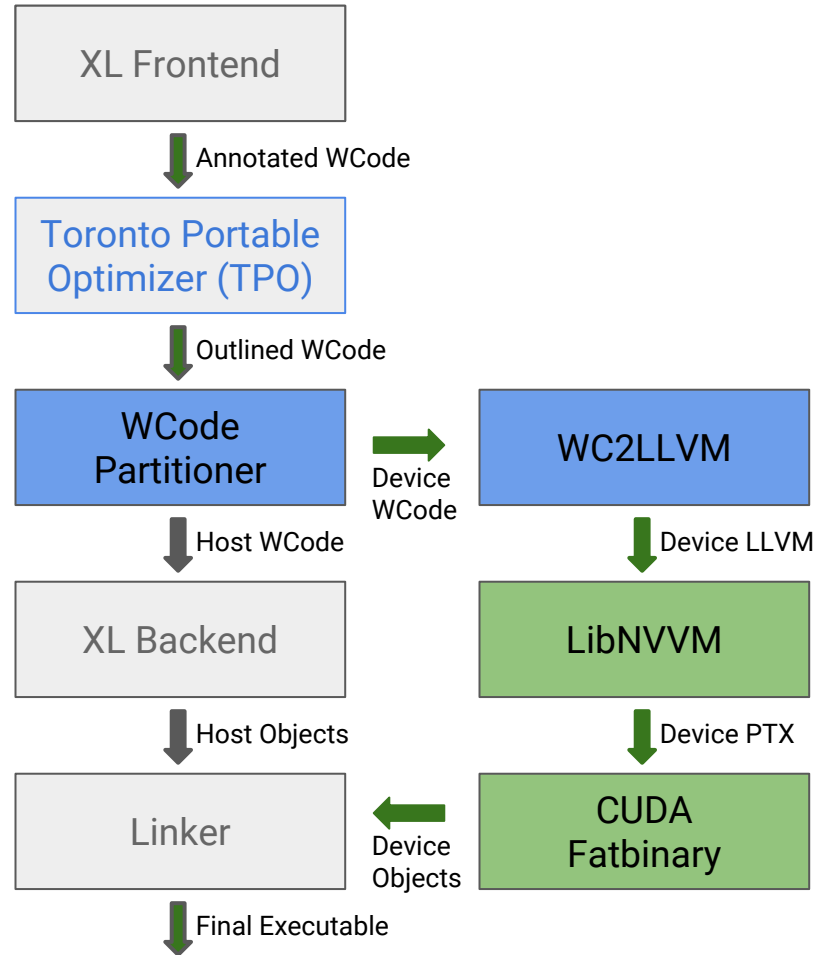 XL Frontend
Annotated WCode
Toronto Portable
Optimizer (TPO)
Outlined WCode
WCode
Partitioner
Device
WCode
WC2LLVM
Host WCode
Device LLVM
XL Backend
LibNVVM
Host Objects
Device PTX
Linker
Device
Objects
CUDA
Fatbinary
Final Executable